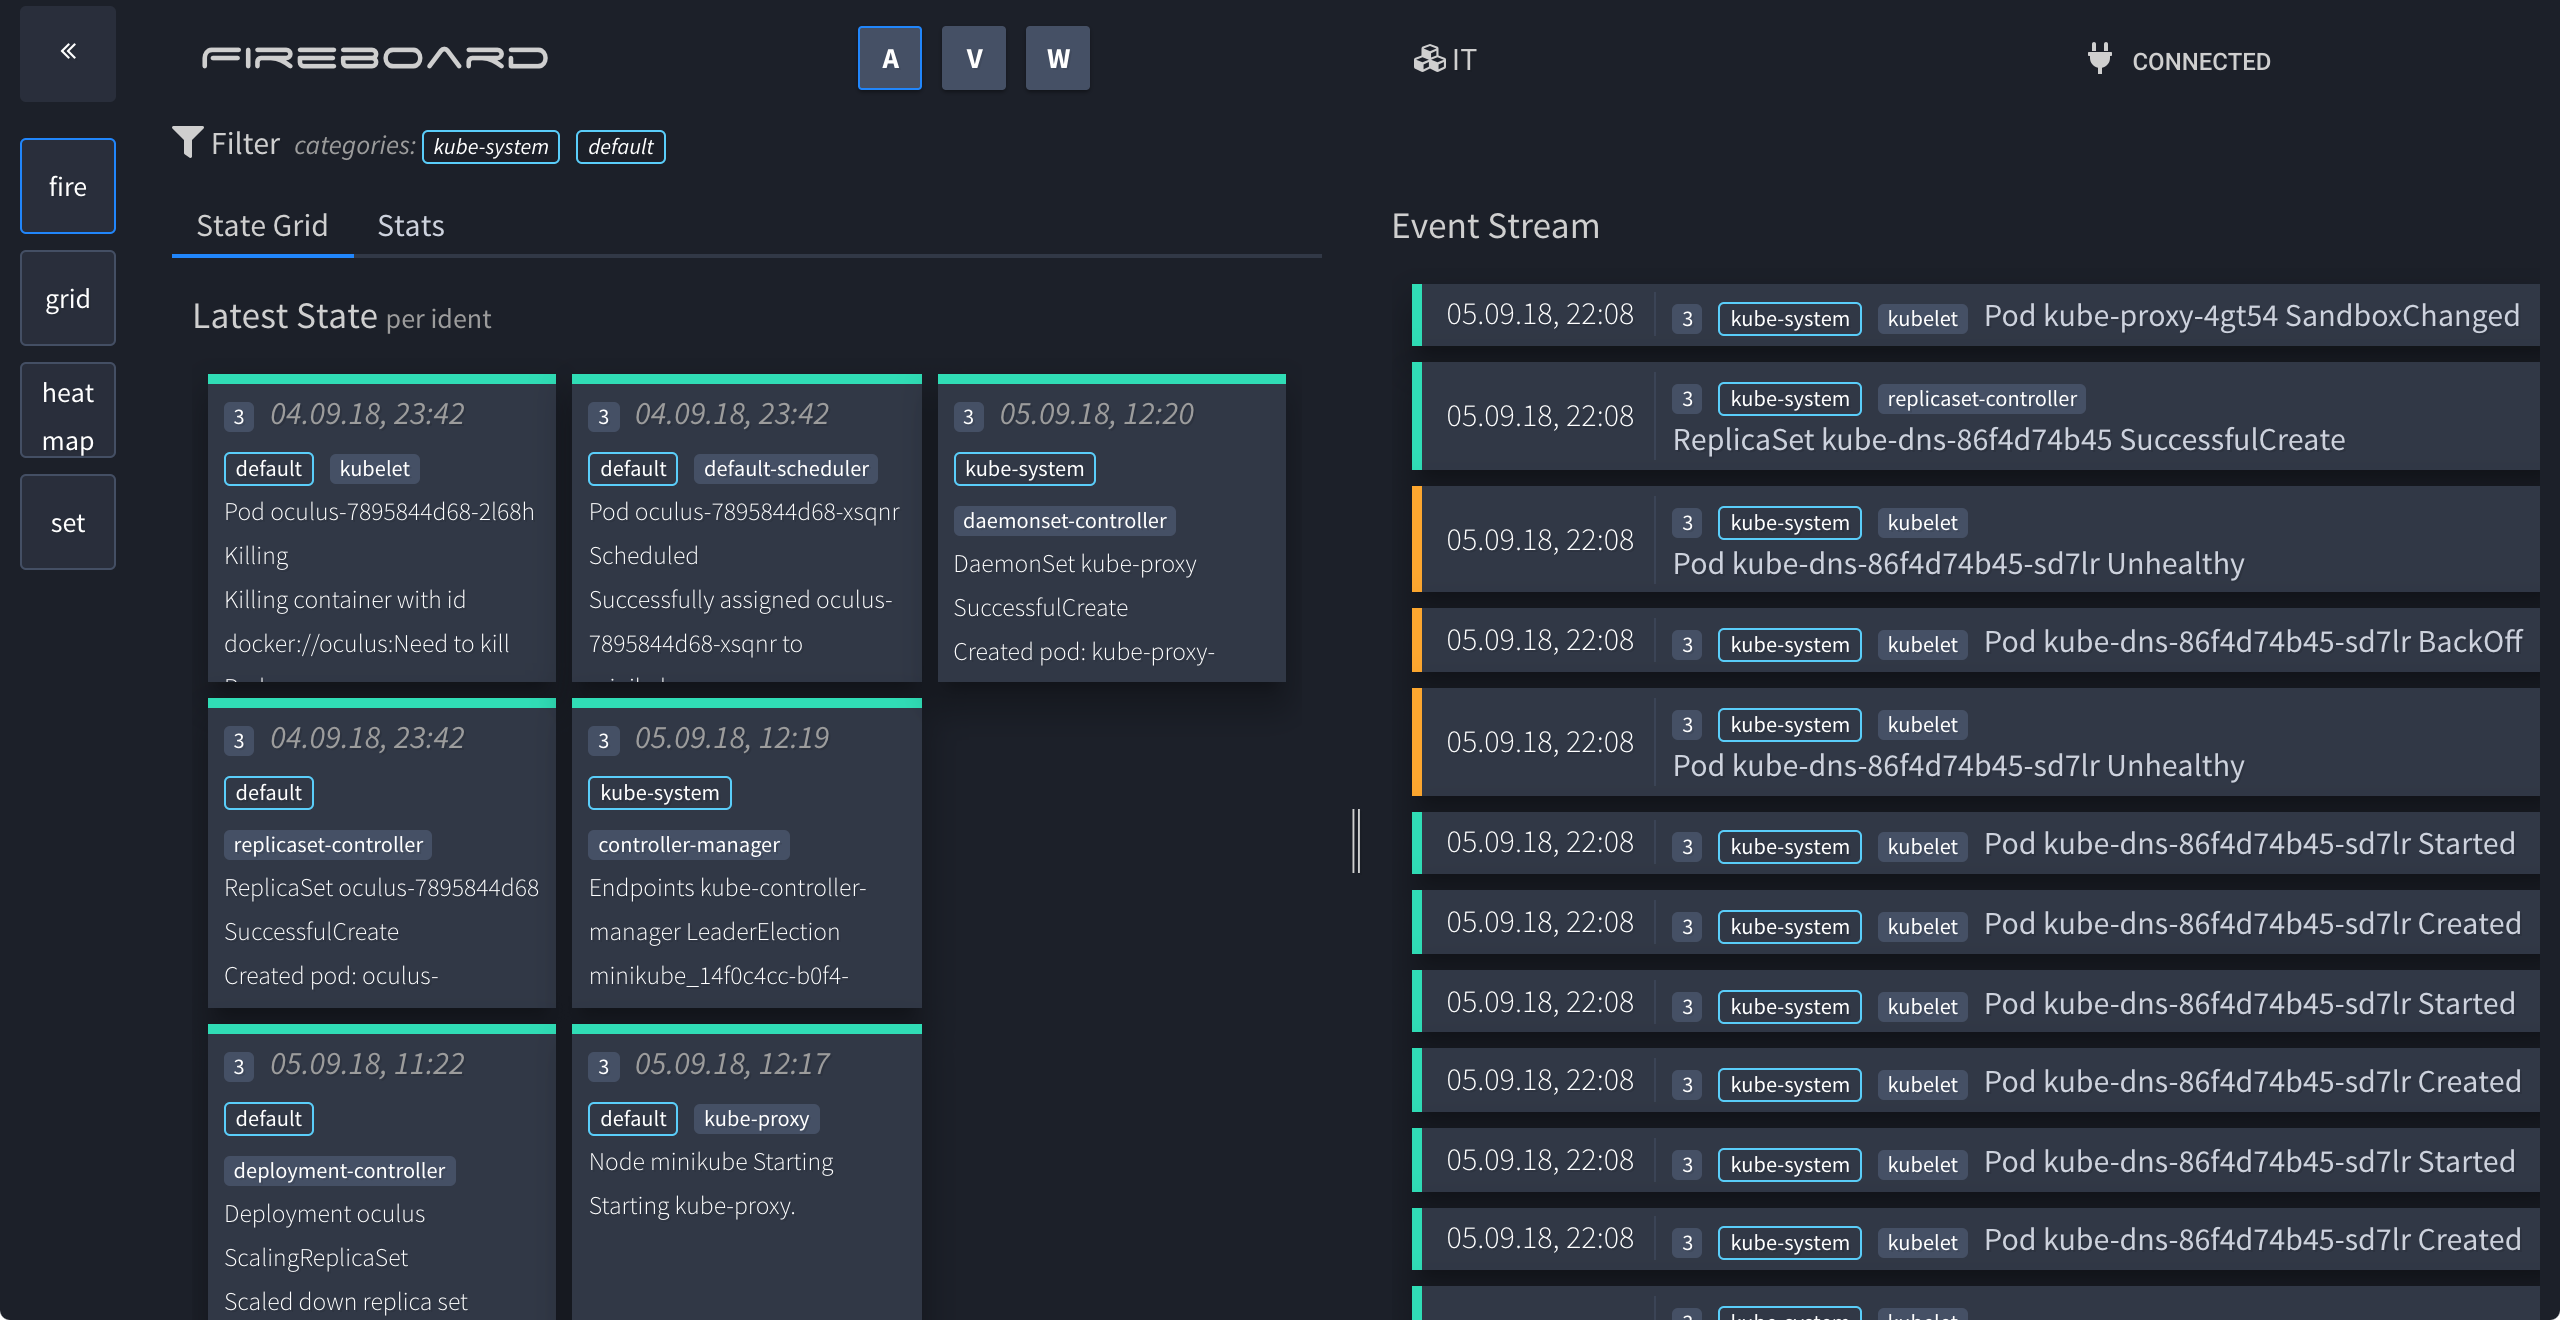 «
FIREBOARD
A V W
IT
CONNECTED
Filter categories: kube-system default
fire
grid
heat
map
set
State Grid Stats
Latest State per ident
3 04.09.18, 23:42
default kubelet
Pod oculus-7895844d68-2l68h
Killing
Killing container with id
docker://oculus:Need to kill
3 04.09.18, 23:42
default default-scheduler
Pod oculus-7895844d68-xsqnr
Scheduled
Successfully assigned oculus-
7895844d68-xsqnr to
3 05.09.18, 12:20
kube-system
daemonset-controller
DaemonSet kube-proxy
SuccessfulCreate
Created pod: kube-proxy-
3 04.09.18, 23:42
default
replicaset-controller
ReplicaSet oculus-7895844d68
SuccessfulCreate
Created pod: oculus-
3 05.09.18, 12:19
kube-system
controller-manager
Endpoints kube-controller-
manager LeaderElection
minikube_14f0c4cc-b0f4-
3 05.09.18, 11:22
default
deployment-controller
Deployment oculus
ScalingReplicaSet
Scaled down replica set
3 05.09.18, 12:17
default kube-proxy
Node minikube Starting
Starting kube-proxy.
Event Stream
05.09.18, 22:08 3 kube-system kubelet Pod kube-proxy-4gt54 SandboxChanged
05.09.18, 22:08 3 kube-system replicaset-controller
ReplicaSet kube-dns-86f4d74b45 SuccessfulCreate
05.09.18, 22:08 3 kube-system kubelet
Pod kube-dns-86f4d74b45-sd7lr Unhealthy
05.09.18, 22:08 3 kube-system kubelet Pod kube-dns-86f4d74b45-sd7lr BackOff
05.09.18, 22:08 3 kube-system kubelet
Pod kube-dns-86f4d74b45-sd7lr Unhealthy
05.09.18, 22:08 3 kube-system kubelet Pod kube-dns-86f4d74b45-sd7lr Started
05.09.18, 22:08 3 kube-system kubelet Pod kube-dns-86f4d74b45-sd7lr Created
05.09.18, 22:08 3 kube-system kubelet Pod kube-dns-86f4d74b45-sd7lr Started
05.09.18, 22:08 3 kube-system kubelet Pod kube-dns-86f4d74b45-sd7lr Created
05.09.18, 22:08 3 kube-system kubelet Pod kube-dns-86f4d74b45-sd7lr Started
05.09.18, 22:08 3 kube-system kubelet Pod kube-dns-86f4d74b45-sd7lr Created
3 kube-system kubelet